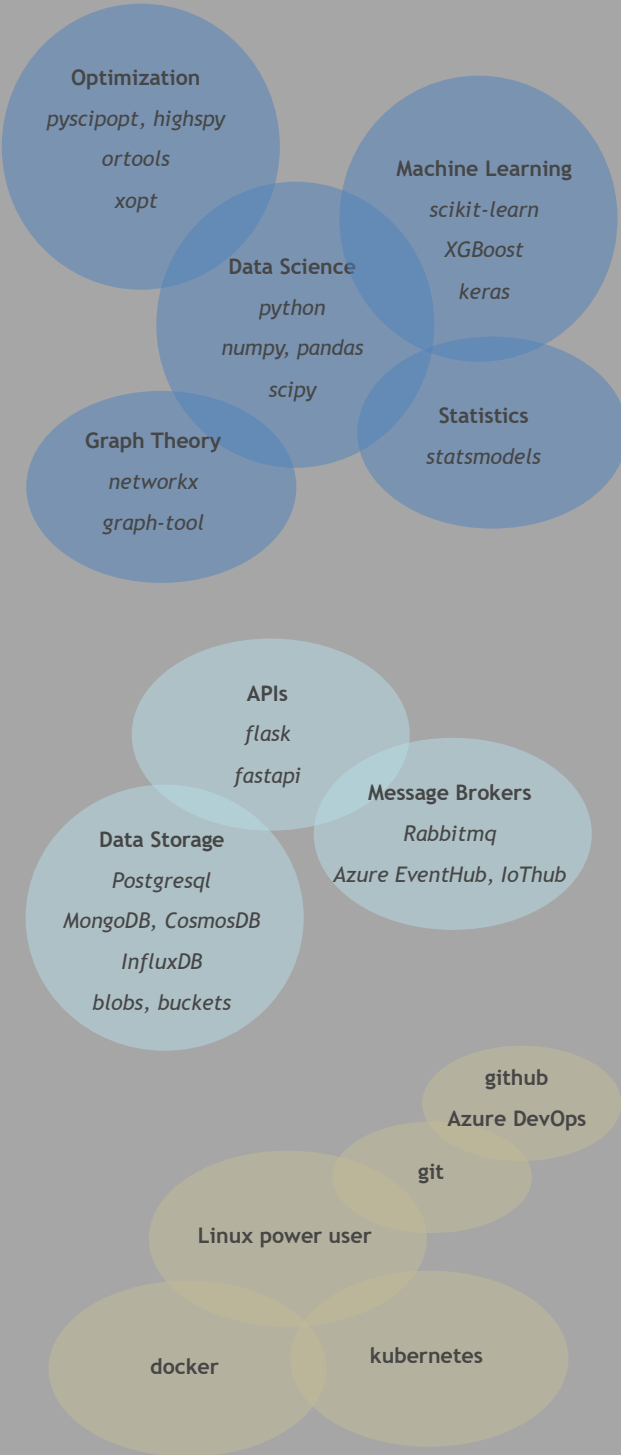 Optimization
pyscipopt, highspy
ortools
xopt
Machine Learning
scikit-learn
XGBoost
keras
Data Science
python
numpy, pandas
scipy
Statistics
statsmodels
Graph Theory
networkx
graph-tool
APIs
flask
fastapi
Message Brokers
Rabbitmq
Azure EventHub, IoThub
Data Storage
Postgresql
MongoDB, CosmosDB
InfluxDB
blobs, buckets
github
Azure DevOps
git
Linux power user
docker
kubernetes